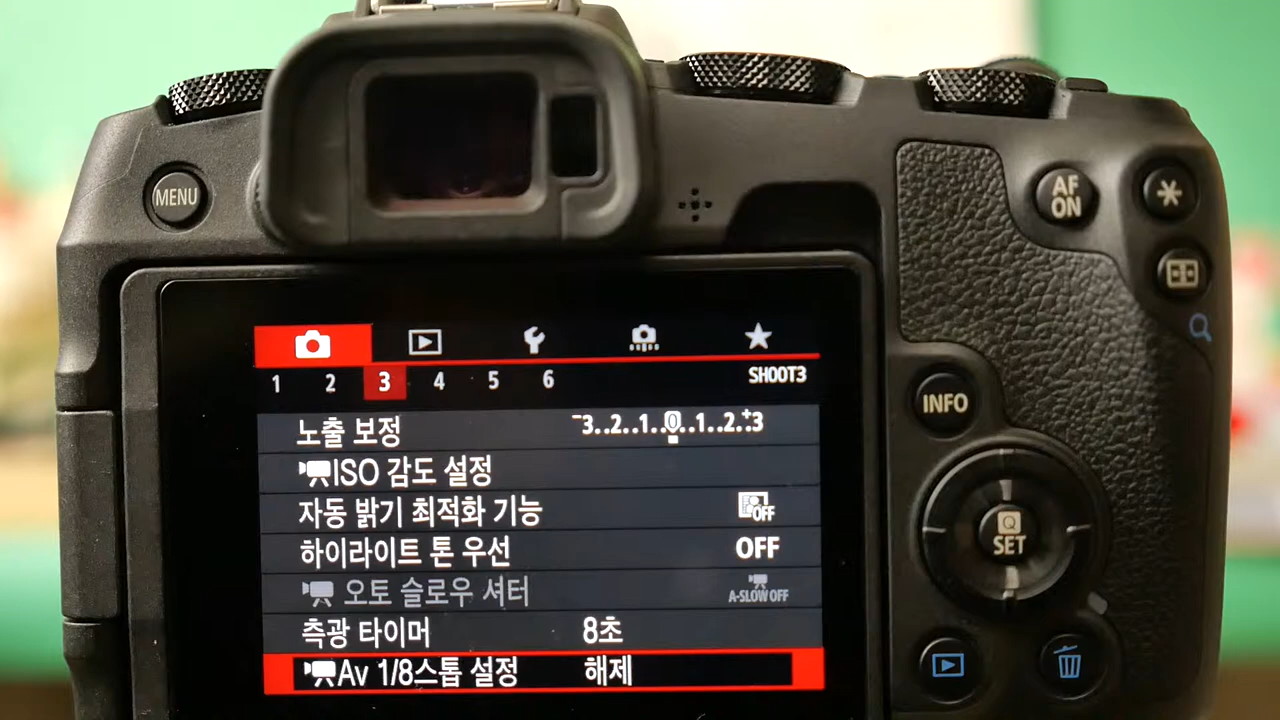 MENU
AF
ON
INFO
Q
SET
1 2 3 4 5 6 SHOOT3
노출 보정 -3..2..1..0..1..2.+3
ISO 감도 설정
자동 밝기 최적화 기능 OFF
하이라이트 톤 우선 OFF
오토 슬로우 셔터 A-SLOW OFF
측광 타이머 8초
Av 1/8스톱 설정 해제